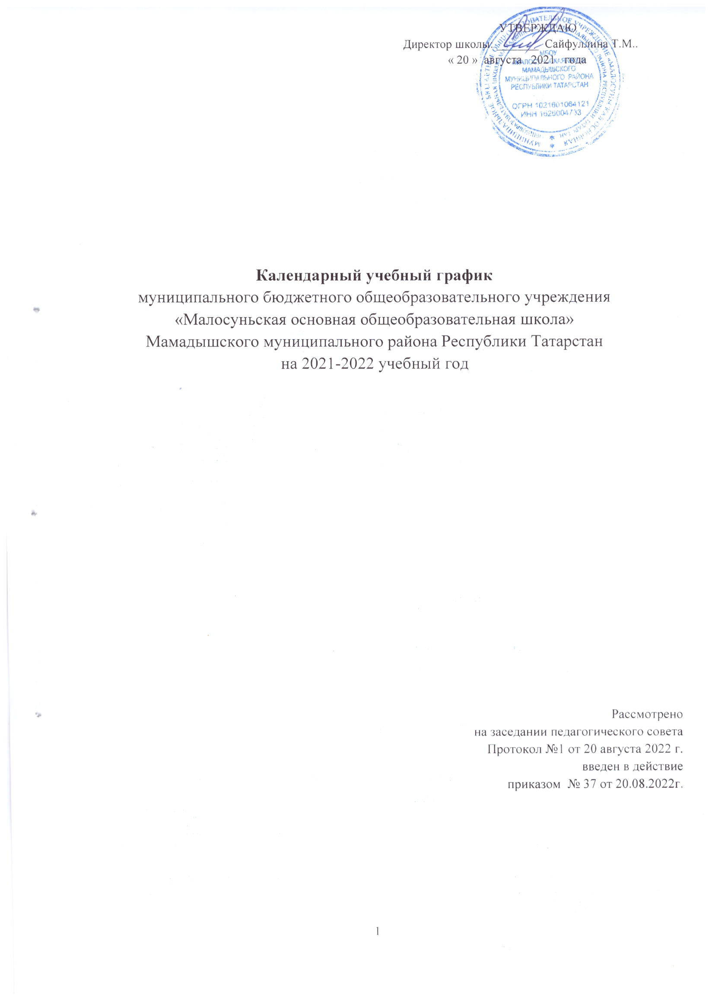 УТВЕРЖДАЮ
Директор школы: Сайфуллина Т.М..
« 20 » августа 2021 года
МБОУ
МАМАДЫШСКОГО
МУНИЦИПАЛЬНОГО РАЙОНА
РЕСПУБЛИКИ ТАТАРСТАН
ОГРН 1021601064121
ИНН 1626004733
Календарный учебный график
муниципального бюджетного общеобразовательного учреждения
«Малосуньская основная общеобразовательная школа»
Мамадышского муниципального района Республики Татарстан
на 2021-2022 учебный год
Рассмотрено
на заседании педагогического совета
Протокол №1 от 20 августа 2022 г.
введен в действие
приказом № 37 от 20.08.2022г.
1